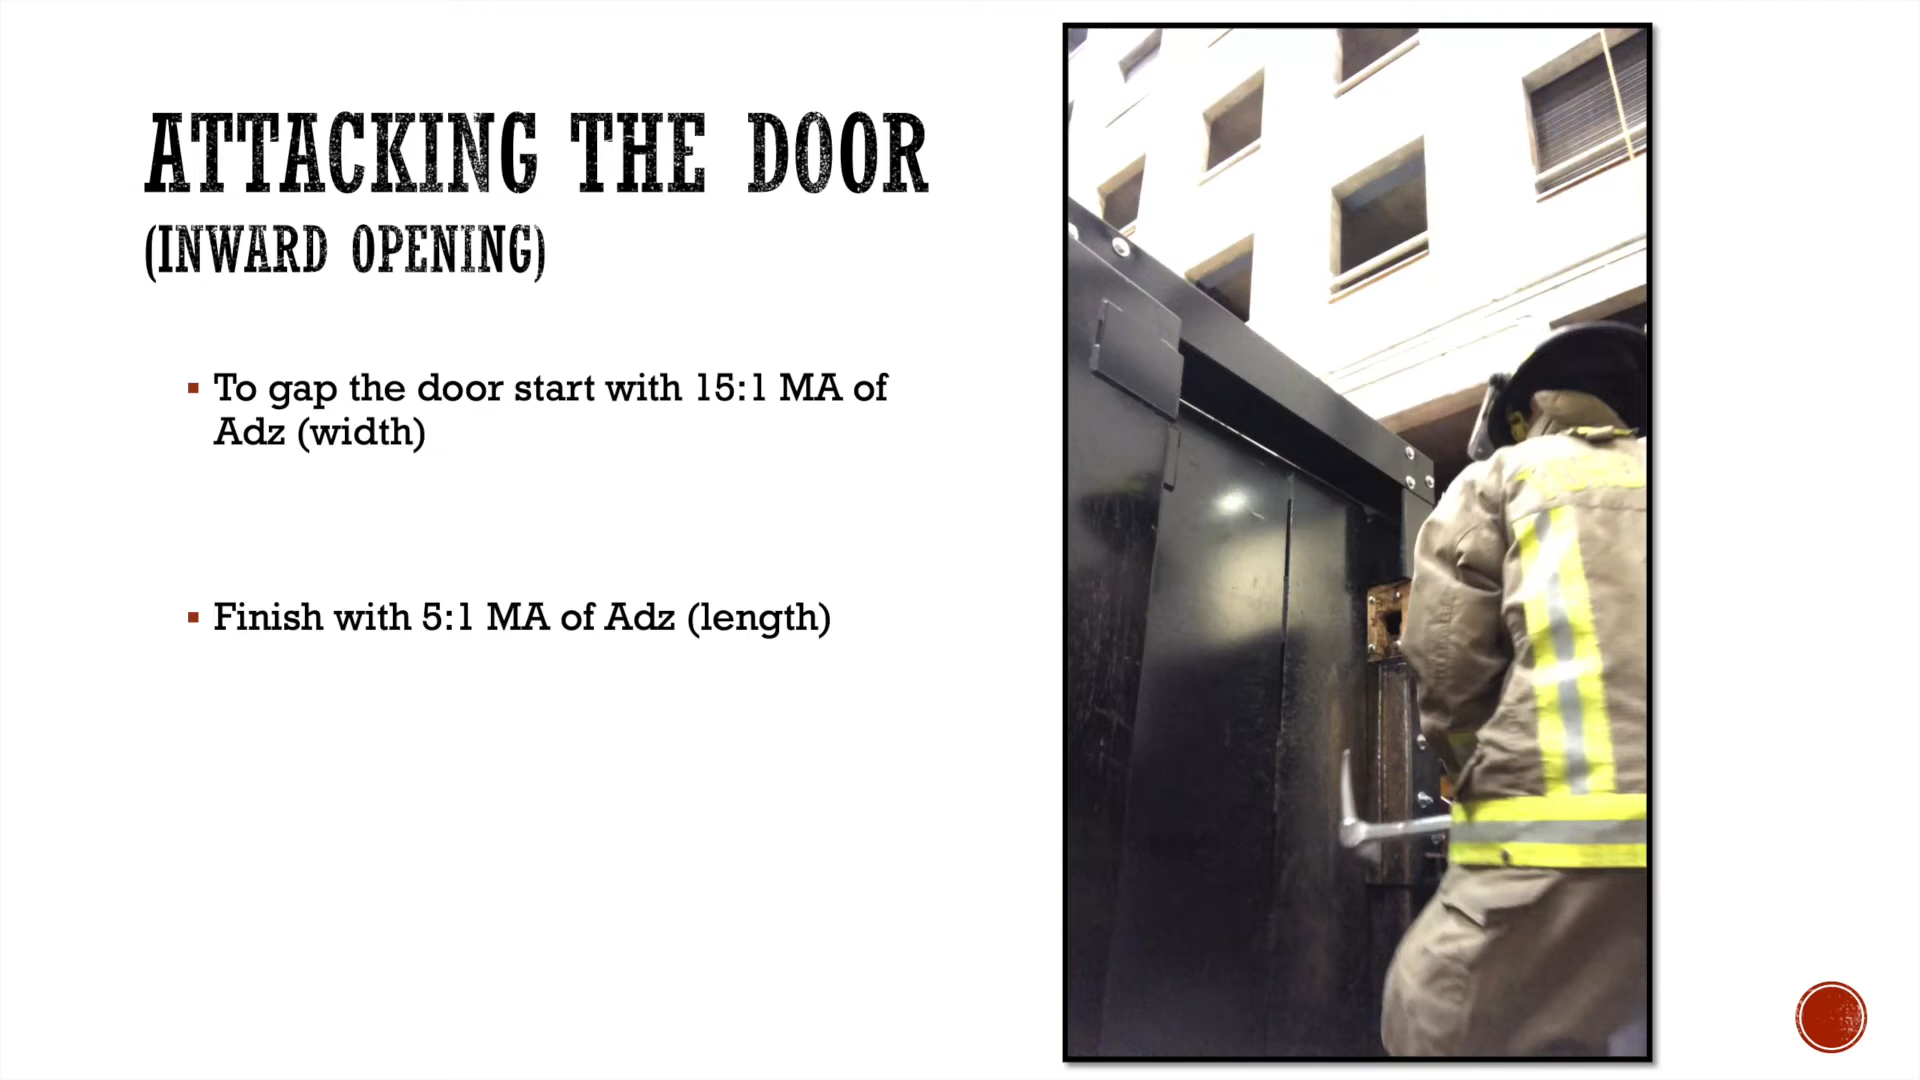 ATTACKING THE DOOR
(INWARD OPENING)
To gap the door start with 15:1 MA of
Adz (width)
Finish with 5:1 MA of Adz (length)